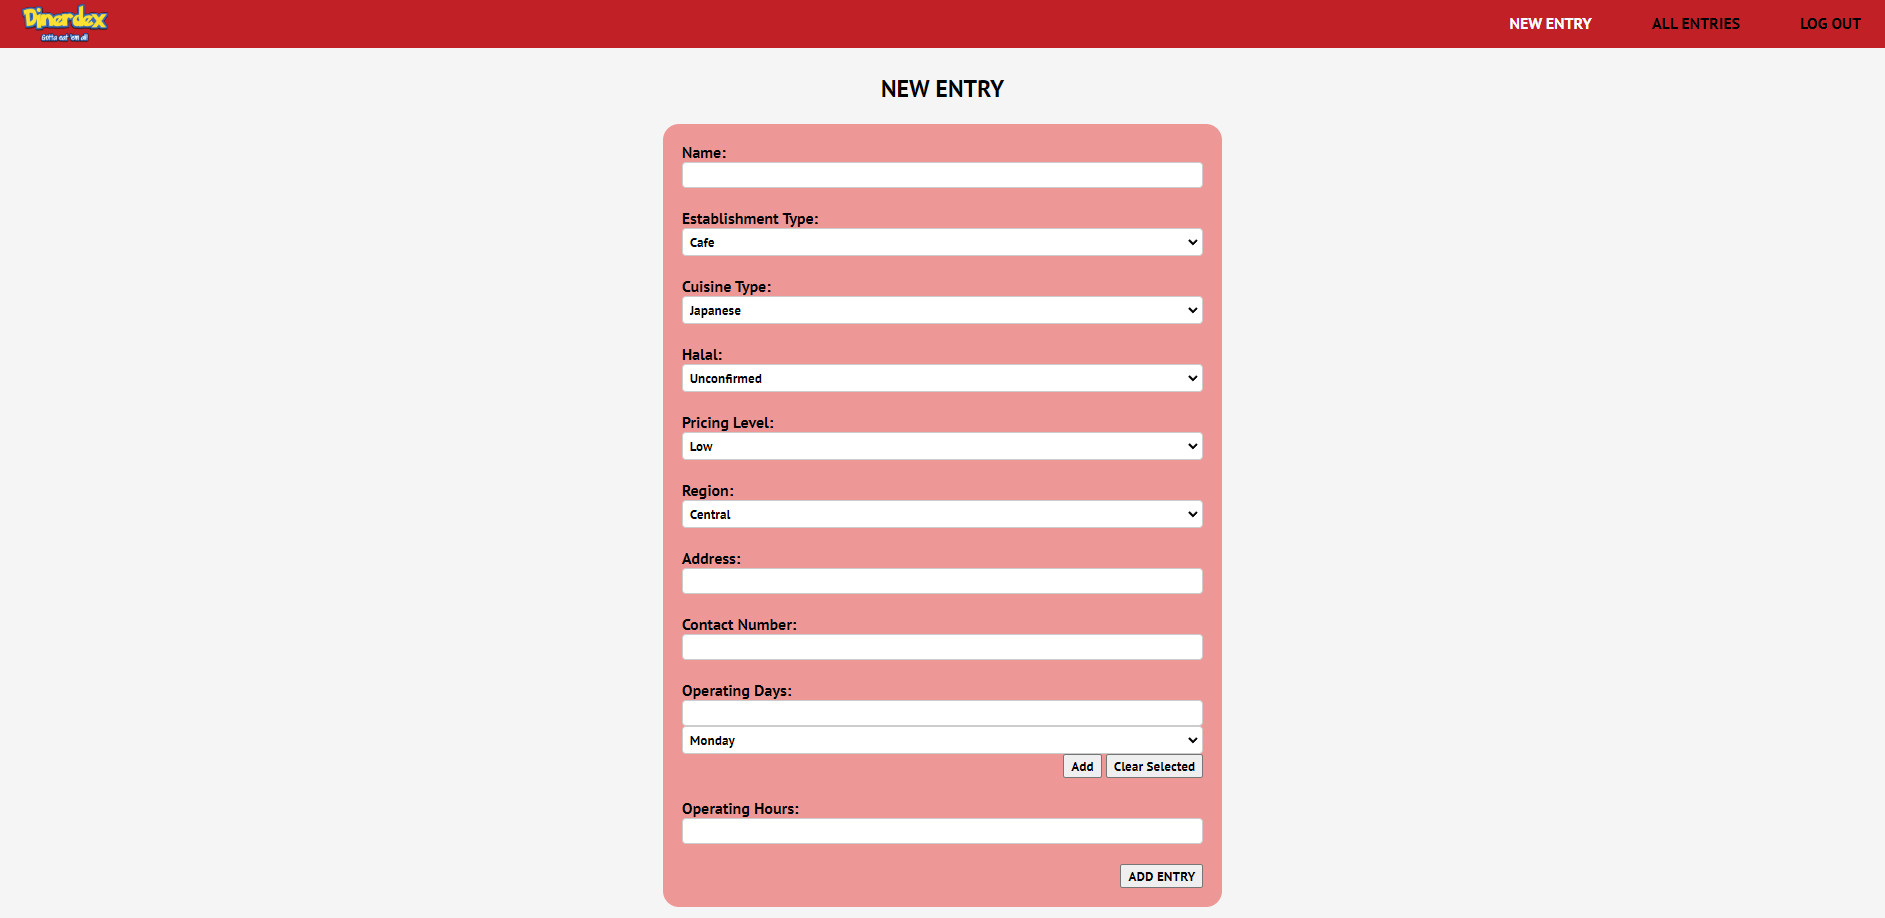 Dinerdex
Gotta eat 'em all!
NEW ENTRY
ALL ENTRIES
LOG OUT
NEW ENTRY
Name:
Establishment Type:
Cafe
Cuisine Type:
Japanese
Halal:
Unconfirmed
Pricing Level:
Low
Region:
Central
Address:
Contact Number:
Operating Days:
Monday
Add
Clear Selected
Operating Hours:
ADD ENTRY